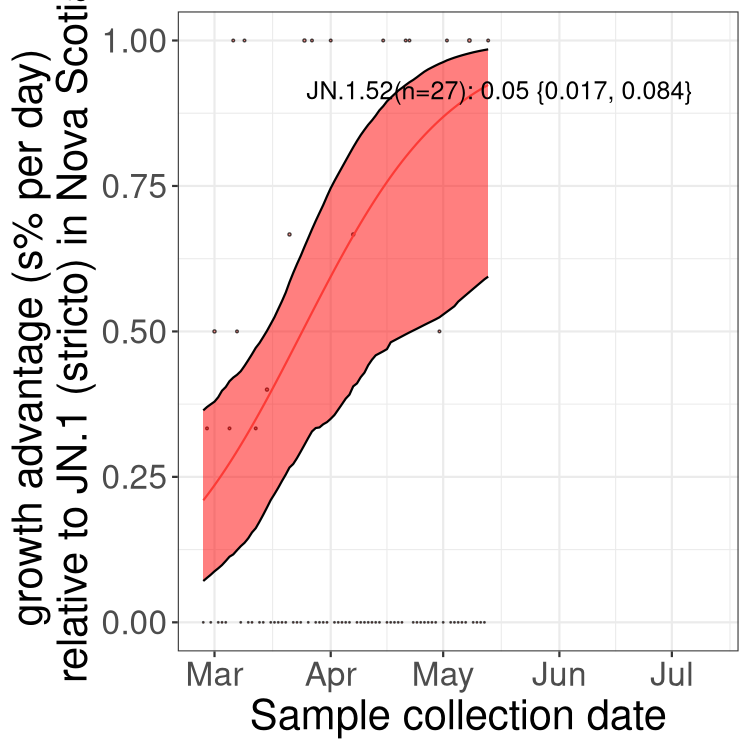 growth advantage (s% per day)
relative to JN.1 (stricto) in Nova Scotia
1.00
0.75
0.50
0.25
0.00
JN.1.52(n=27): 0.05 {0.017, 0.084}
Mar Apr May Jun Jul
Sample collection date